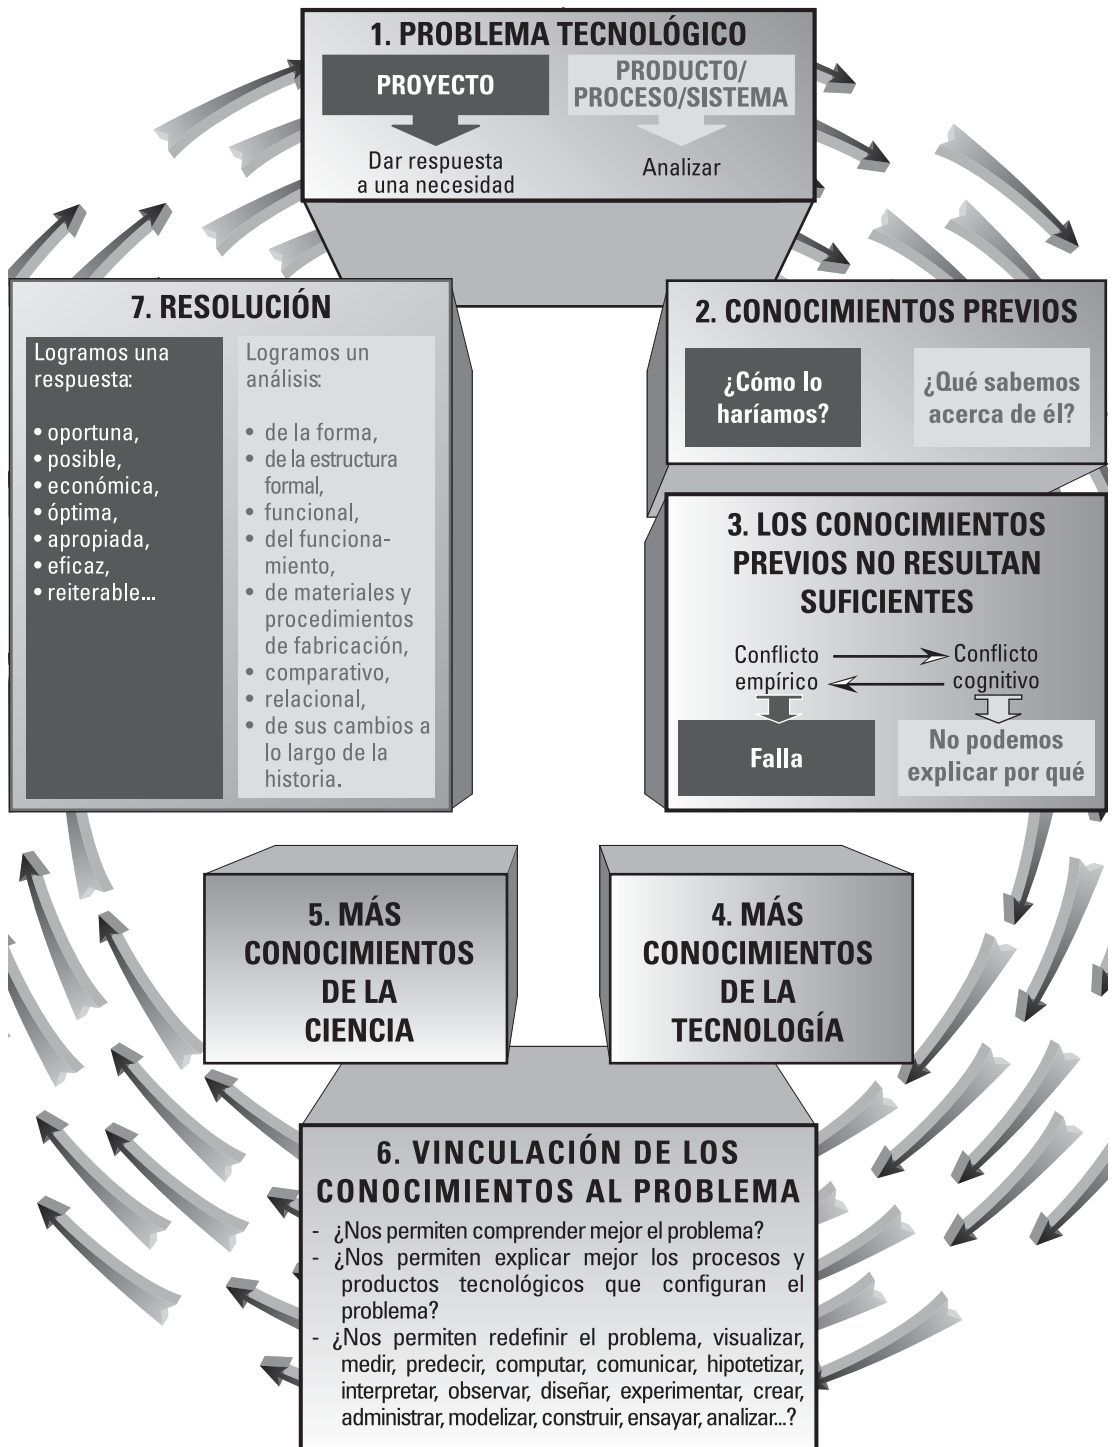 1. PROBLEMA TECNOLÓGICO
PROYECTO
Dar respuesta
a una necesidad
PRODUCTO/
PROCESO/SISTEMA
Analizar
2. CONOCIMIENTOS PREVIOS
¿Cómo lo
haríamos?
¿Qué sabemos
acerca de él?
3. LOS CONOCIMIENTOS
PREVIOS NO RESULTAN
SUFICIENTES
Conflicto
empírico
Conflicto
cognitivo
Falla
No podemos
explicar por qué
4. MÁS
CONOCIMIENTOS
DE LA
TECNOLOGÍA
5. MÁS
CONOCIMIENTOS
DE LA
CIENCIA
6. VINCULACIÓN DE LOS
CONOCIMIENTOS AL PROBLEMA
- ¿Nos permiten comprender mejor el problema?
- ¿Nos permiten explicar mejor los procesos y
productos tecnológicos que configuran el
problema?
- ¿Nos permiten redefinir el problema, visualizar,
medir, predecir, computar, comunicar, hipotetizar,
interpretar, observar, diseñar, experimentar, crear,
administrar, modelizar, construir, ensayar, analizar...?
7. RESOLUCIÓN
Logramos una
respuesta:
• oportuna,
• posible,
• económica,
• óptima,
• apropiada,
• eficaz,
• reiterable...
Logramos un
análisis:
• de la forma,
• de la estructura
formal,
• funcional,
• del funciona-
miento,
• de materiales y
procedimientos
de fabricación,
• comparativo,
• relacional,
• de sus cambios a
lo largo de la
historia.